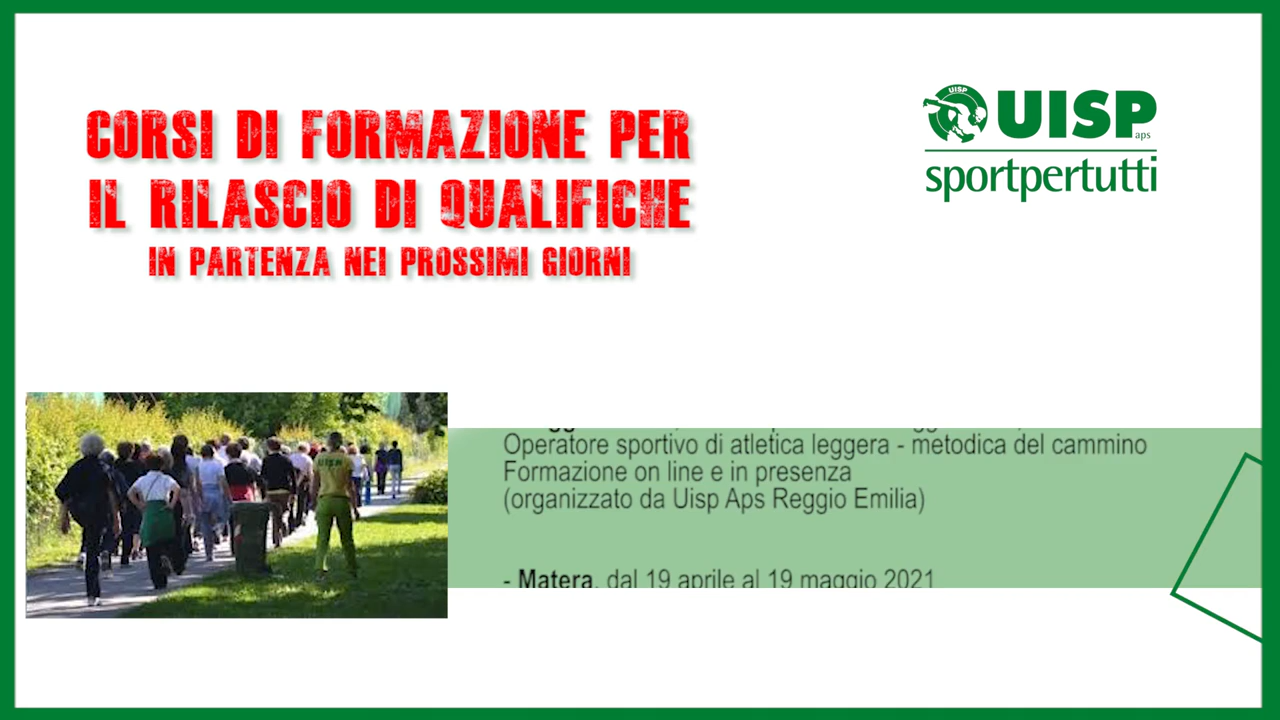 CORSI DI FORMAZIONE PER
IL RILASCIO DI QUALIFICHE
IN PARTENZA NEI PROSSIMI GIORNI
UISP
UISP
aps
sportpertutti
UISP
Operatore sportivo di atletica leggera - metodica del cammino
Formazione on line e in presenza
(organizzato da Uisp Aps Reggio Emilia)
- Matera, dal 19 aprile al 19 maggio 2021